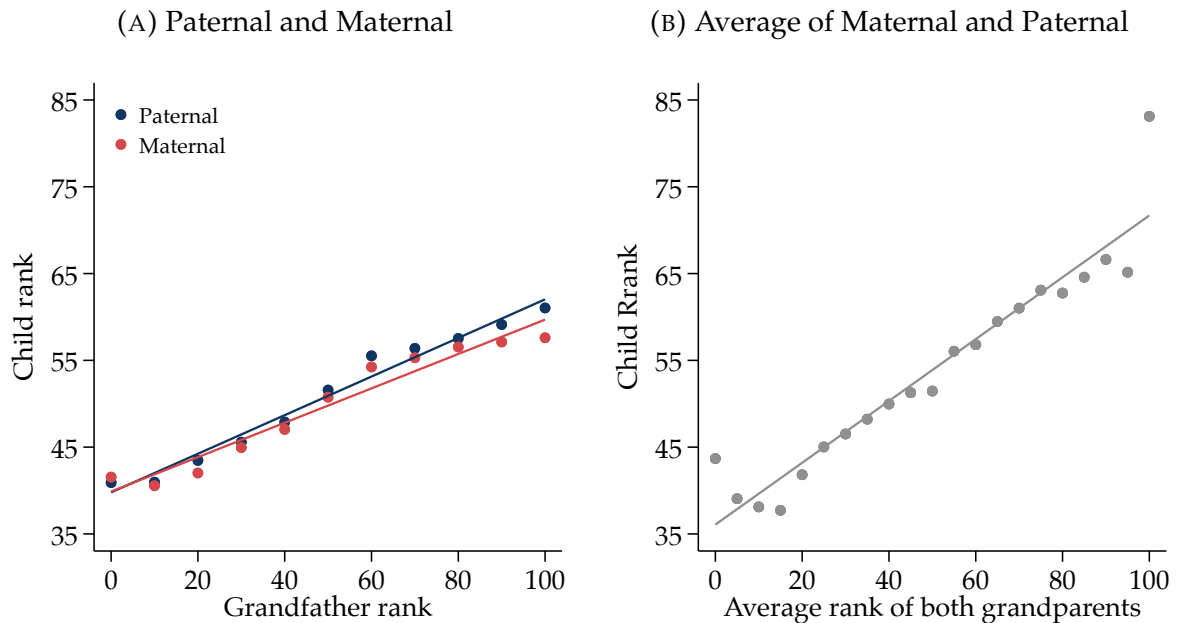 (A) Paternal and Maternal
85
75
65
55
45
35
Child rank
Paternal
Maternal
0 20 40 60 80 100
Grandfather rank
(B) Average of Maternal and Paternal
85
75
65
55
45
35
Child Rrank
0 20 40 60 80 100
Average rank of both grandparents